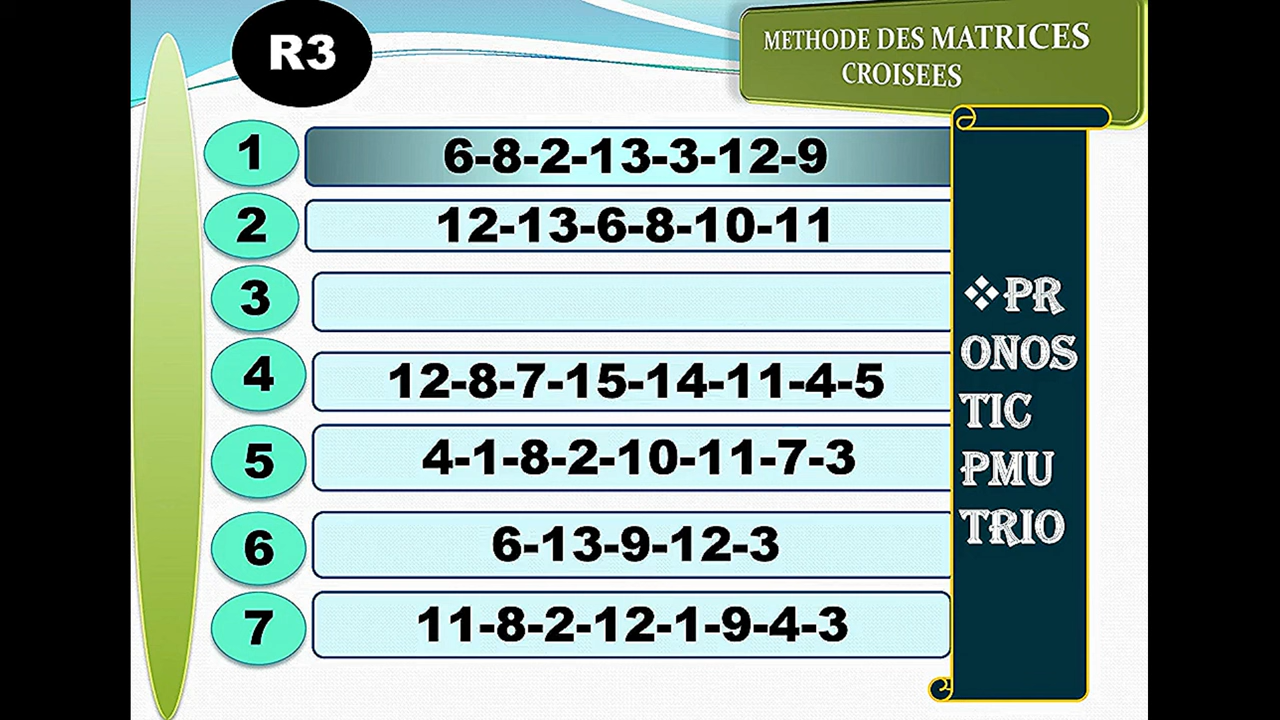 R3
METHODE DES MATRICES
CROISEES
1 6-8-2-13-3-12-9
2 12-13-6-8-10-11
3
4 12-8-7-15-14-11-4-5
5 4-1-8-2-10-11-7-3
6 6-13-9-12-3
7 11-8-2-12-1-9-4-3
❖PR
ONOS
TIC
PMU
TRIO